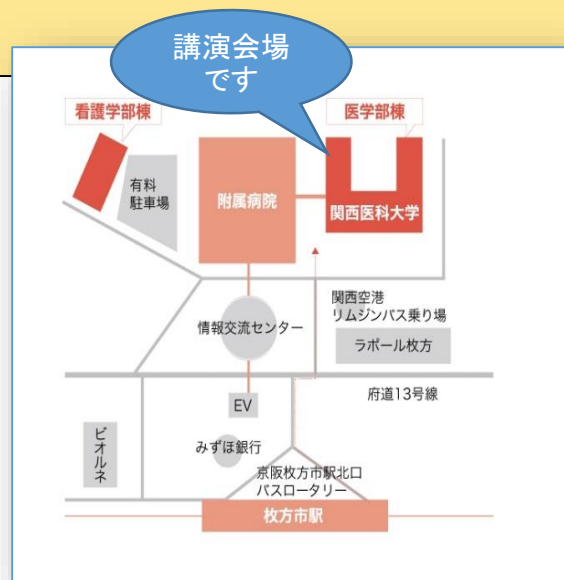 講演会場
です
看護学部棟
医学部棟
有料
駐車場
附属病院
関西医科大学
関西空港
リムジンバス乗り場
情報交流センター
ラポール枚方
府道13号線
EV
ビオルネ
みずほ銀行
京阪枚方市駅北口
バスロータリー
枚方市駅